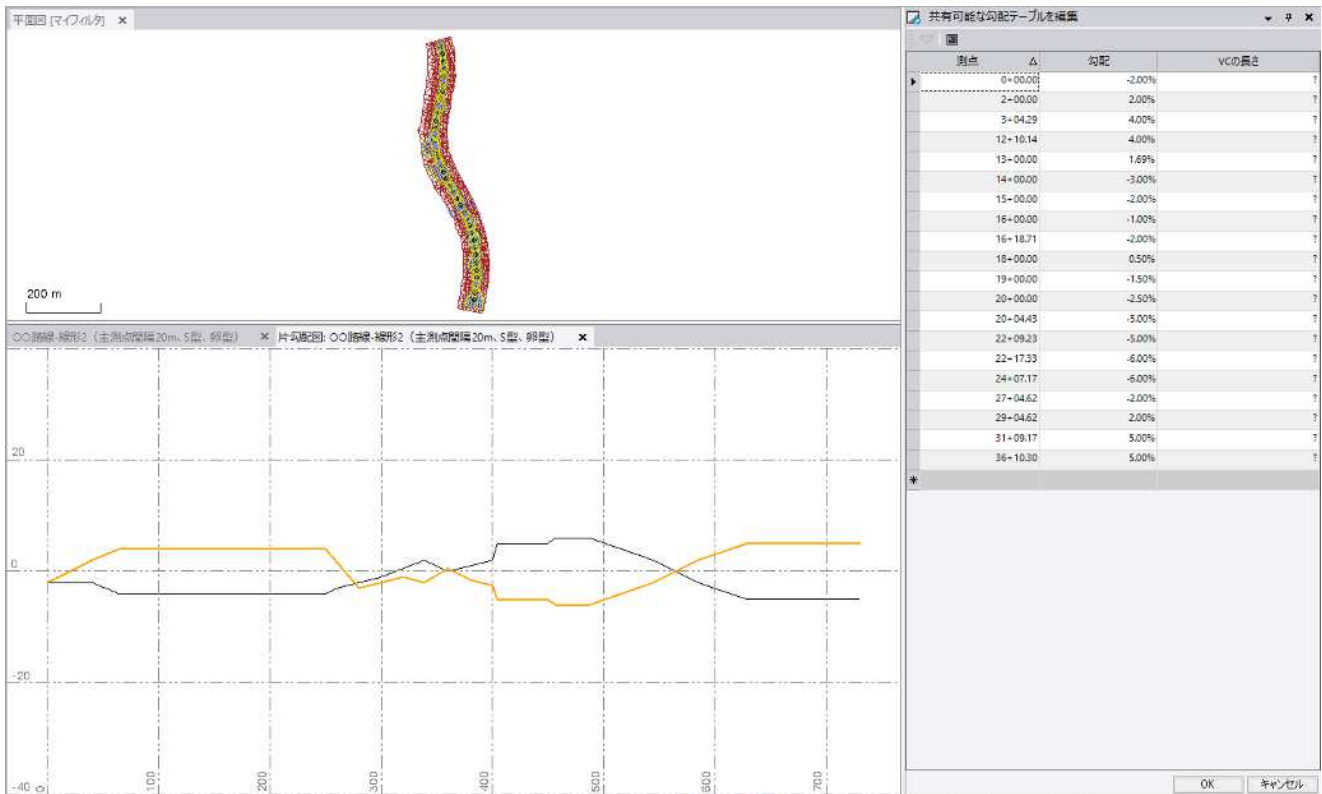 平面図 [マイフィルタ]
200 m
〇〇路線-線形2（主測点間隔20m、S型、卵型）
片勾配図: 〇〇路線-線形2（主測点間隔20m、S型、卵型）
20
0
-20
-40
0 100 200 300 400 500 600 700
共有可能な勾配テーブルを編集
測点 勾配 VCの長さ
0+00.00 -2.00% ?
2+00.00 2.00% ?
3+04.29 4.00% ?
12+10.14 4.00% ?
13+00.00 1.69% ?
14+00.00 -3.00% ?
15+00.00 -2.00% ?
16+00.00 -1.00% ?
16+18.71 -2.00% ?
18+00.00 0.50% ?
19+00.00 -1.50% ?
20+00.00 -2.50% ?
20+04.43 -5.00% ?
22+09.23 -5.00% ?
22+17.33 -6.00% ?
24+07.17 -6.00% ?
27+04.62 -2.00% ?
29+04.62 2.00% ?
31+09.17 5.00% ?
36+10.30 5.00% ?
OK キャンセル